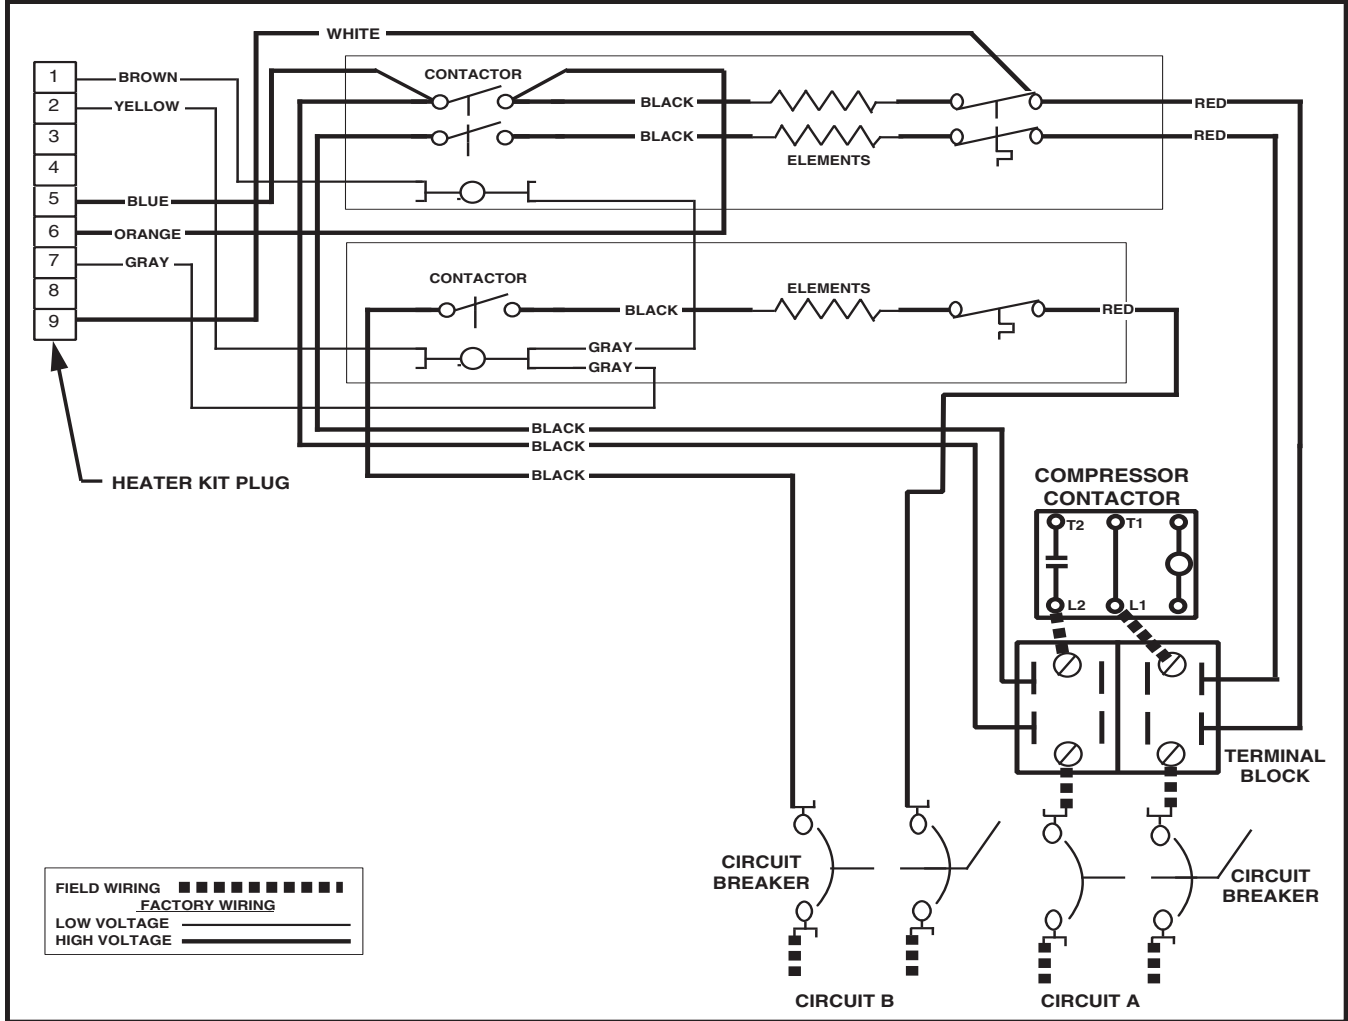 WHITE
1
BROWN
CONTACTOR
2
YELLOW
BLACK
RED
3
BLACK
RED
ELEMENTS
4
5
BLUE
6
ORANGE
7
GRAY
8
9
CONTACTOR
ELEMENTS
BLACK
RED
GRAY
GRAY
BLACK
BLACK
BLACK
HEATER KIT PLUG
COMPRESSOR
CONTACTOR
T2
T1
L2
L1
TERMINAL
BLOCK
CIRCUIT
BREAKER
CIRCUIT
BREAKER
FIELD WIRING
FACTORY WIRING
LOW VOLTAGE
HIGH VOLTAGE
CIRCUIT B
CIRCUIT A